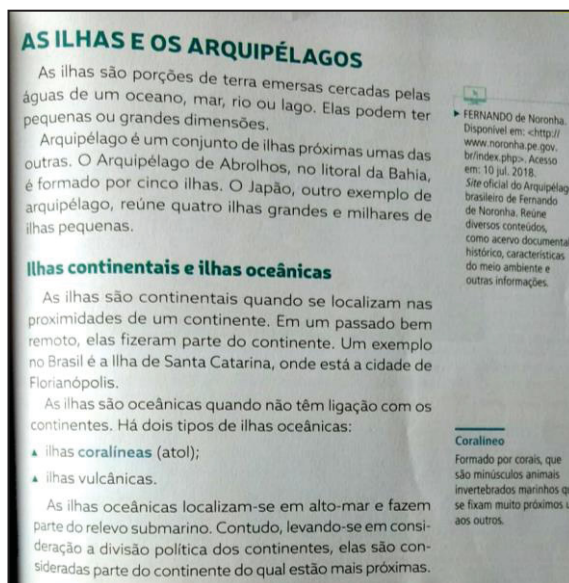 AS ILHAS E OS ARQUIPÉLAGOS
As ilhas são porções de terra emersas cercadas pelas
águas de um oceano, mar, rio ou lago. Elas podem ter
pequenas ou grandes dimensões.
Arquipélago é um conjunto de ilhas próximas umas das
outras. O Arquipélago de Abrolhos, no litoral da Bahia,
é formado por cinco ilhas. O Japão, outro exemplo de
arquipélago, reúne quatro ilhas grandes e milhares de
ilhas pequenas.
Ilhas continentais e ilhas oceânicas
As ilhas são continentais quando se localizam nas
proximidades de um continente. Em um passado bem
remoto, elas fizeram parte do continente. Um exemplo
no Brasil é a Ilha de Santa Catarina, onde está a cidade de
Florianópolis.
As ilhas são oceânicas quando não têm ligação com os
continentes. Há dois tipos de ilhas oceânicas:
▲ ilhas coralíneas (atol);
▲ ilhas vulcânicas.
As ilhas oceânicas localizam-se em alto-mar e fazem
parte do relevo submarino. Contudo, levando-se em consi-
deração a divisão política dos continentes, elas são con-
sideradas parte do continente do qual estão mais próximas.
► FERNANDO de Noronha.
Disponível em: <http://
www.noronha.pe.gov.
br/index.php>. Acesso
em: 10 jul. 2018.
Site oficial do Arquipélag
brasileiro de Fernando
de Noronha. Reúne
diversos conteúdos,
como acervo documental
histórico, características
do meio ambiente e
outras informações.
Coralíneo
Formado por corais, que
são minúsculos animais
invertebrados marinhos qu
se fixam muito próximos u
aos outros.